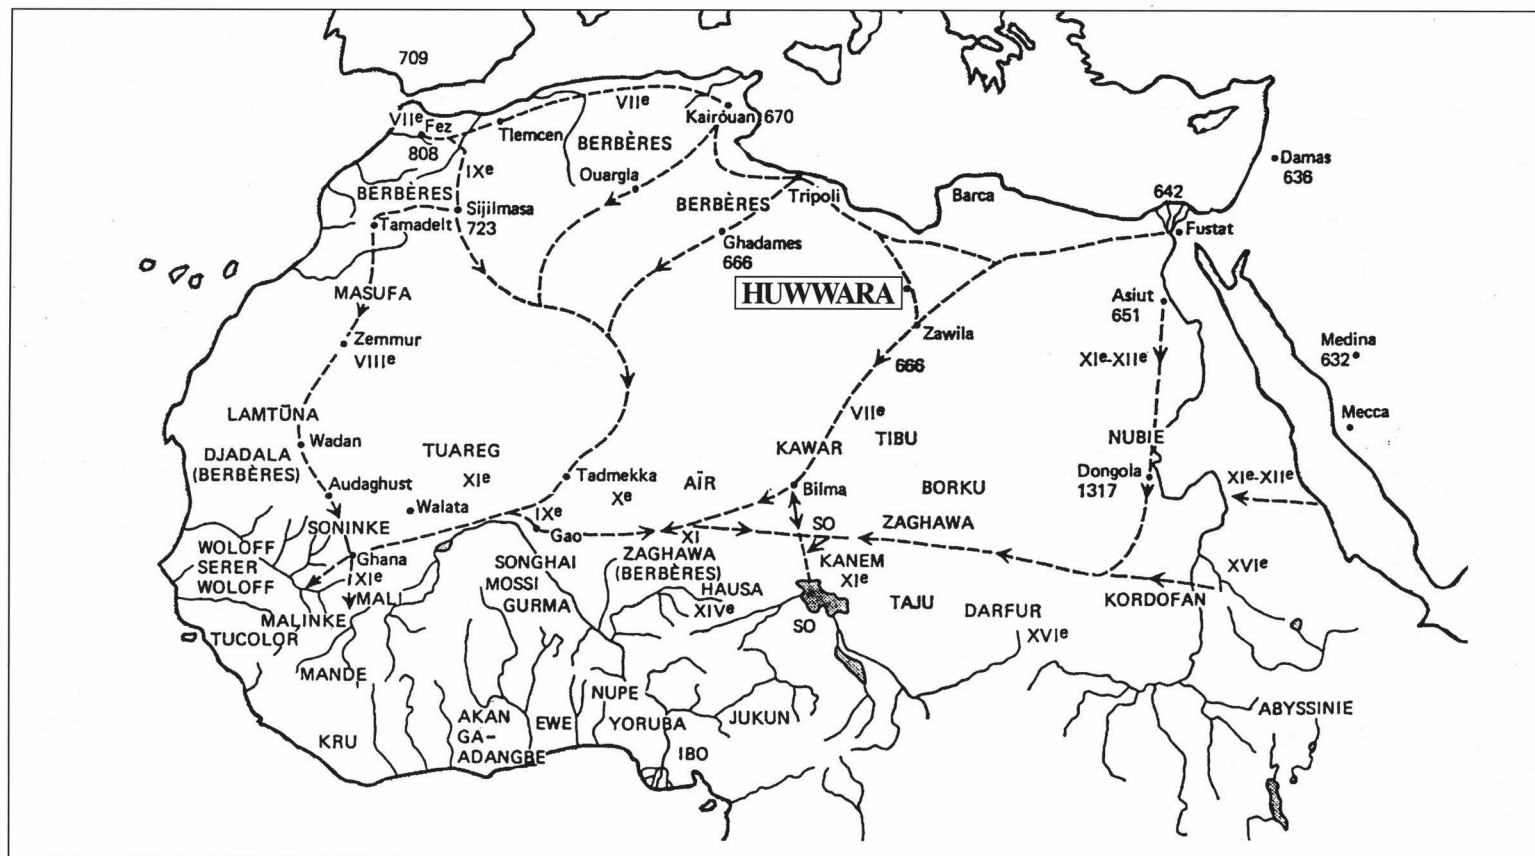 709
VIIe
VIIe Fez
Kairouan 670
Tlemcen
808
BERBÈRES
IXe
Damas
636
Ouargla
BERBÈRES
642
BERBÈRES
Tripoli
Barca
Sijilmasa
723
Tamadelt
Fustat
Ghadames
666
HUWWARA
MASUFA
Asiut
651
Zawila
Zemmur
VIIIe
Medina
632
666
XIe-XIIe
VIIe
LAMTŪNA
Mecca
Wadan
TIBU
NUBIE
KAWAR
TUAREG
DJADALA
(BERBÈRES)
Dongola
1317
XIe-XIIe
Tadmekka
XIe
AÏR
Bilma
BORKU
Xe
Audaghust
Walata
IXe
SO
ZAGHAWA
SONINKE
Gao
XI
WOLOFF
SERER
WOLOFF
Ghana
SONGHAI
ZAGHAWA
(BERBÈRES)
KANEM
XIe
XVIe
XIe
MOSSI
HAUSA
MALI
GURMA
XIVe
TAJU
DARFUR
KORDOFAN
MALINKE
TUCOLOR
SO
XVIe
MANDE
NUPE
ABYSSINIE
AKAN
GA-
ADANGBE
EWE
YORUBA
JUKUN
KRU
IBO